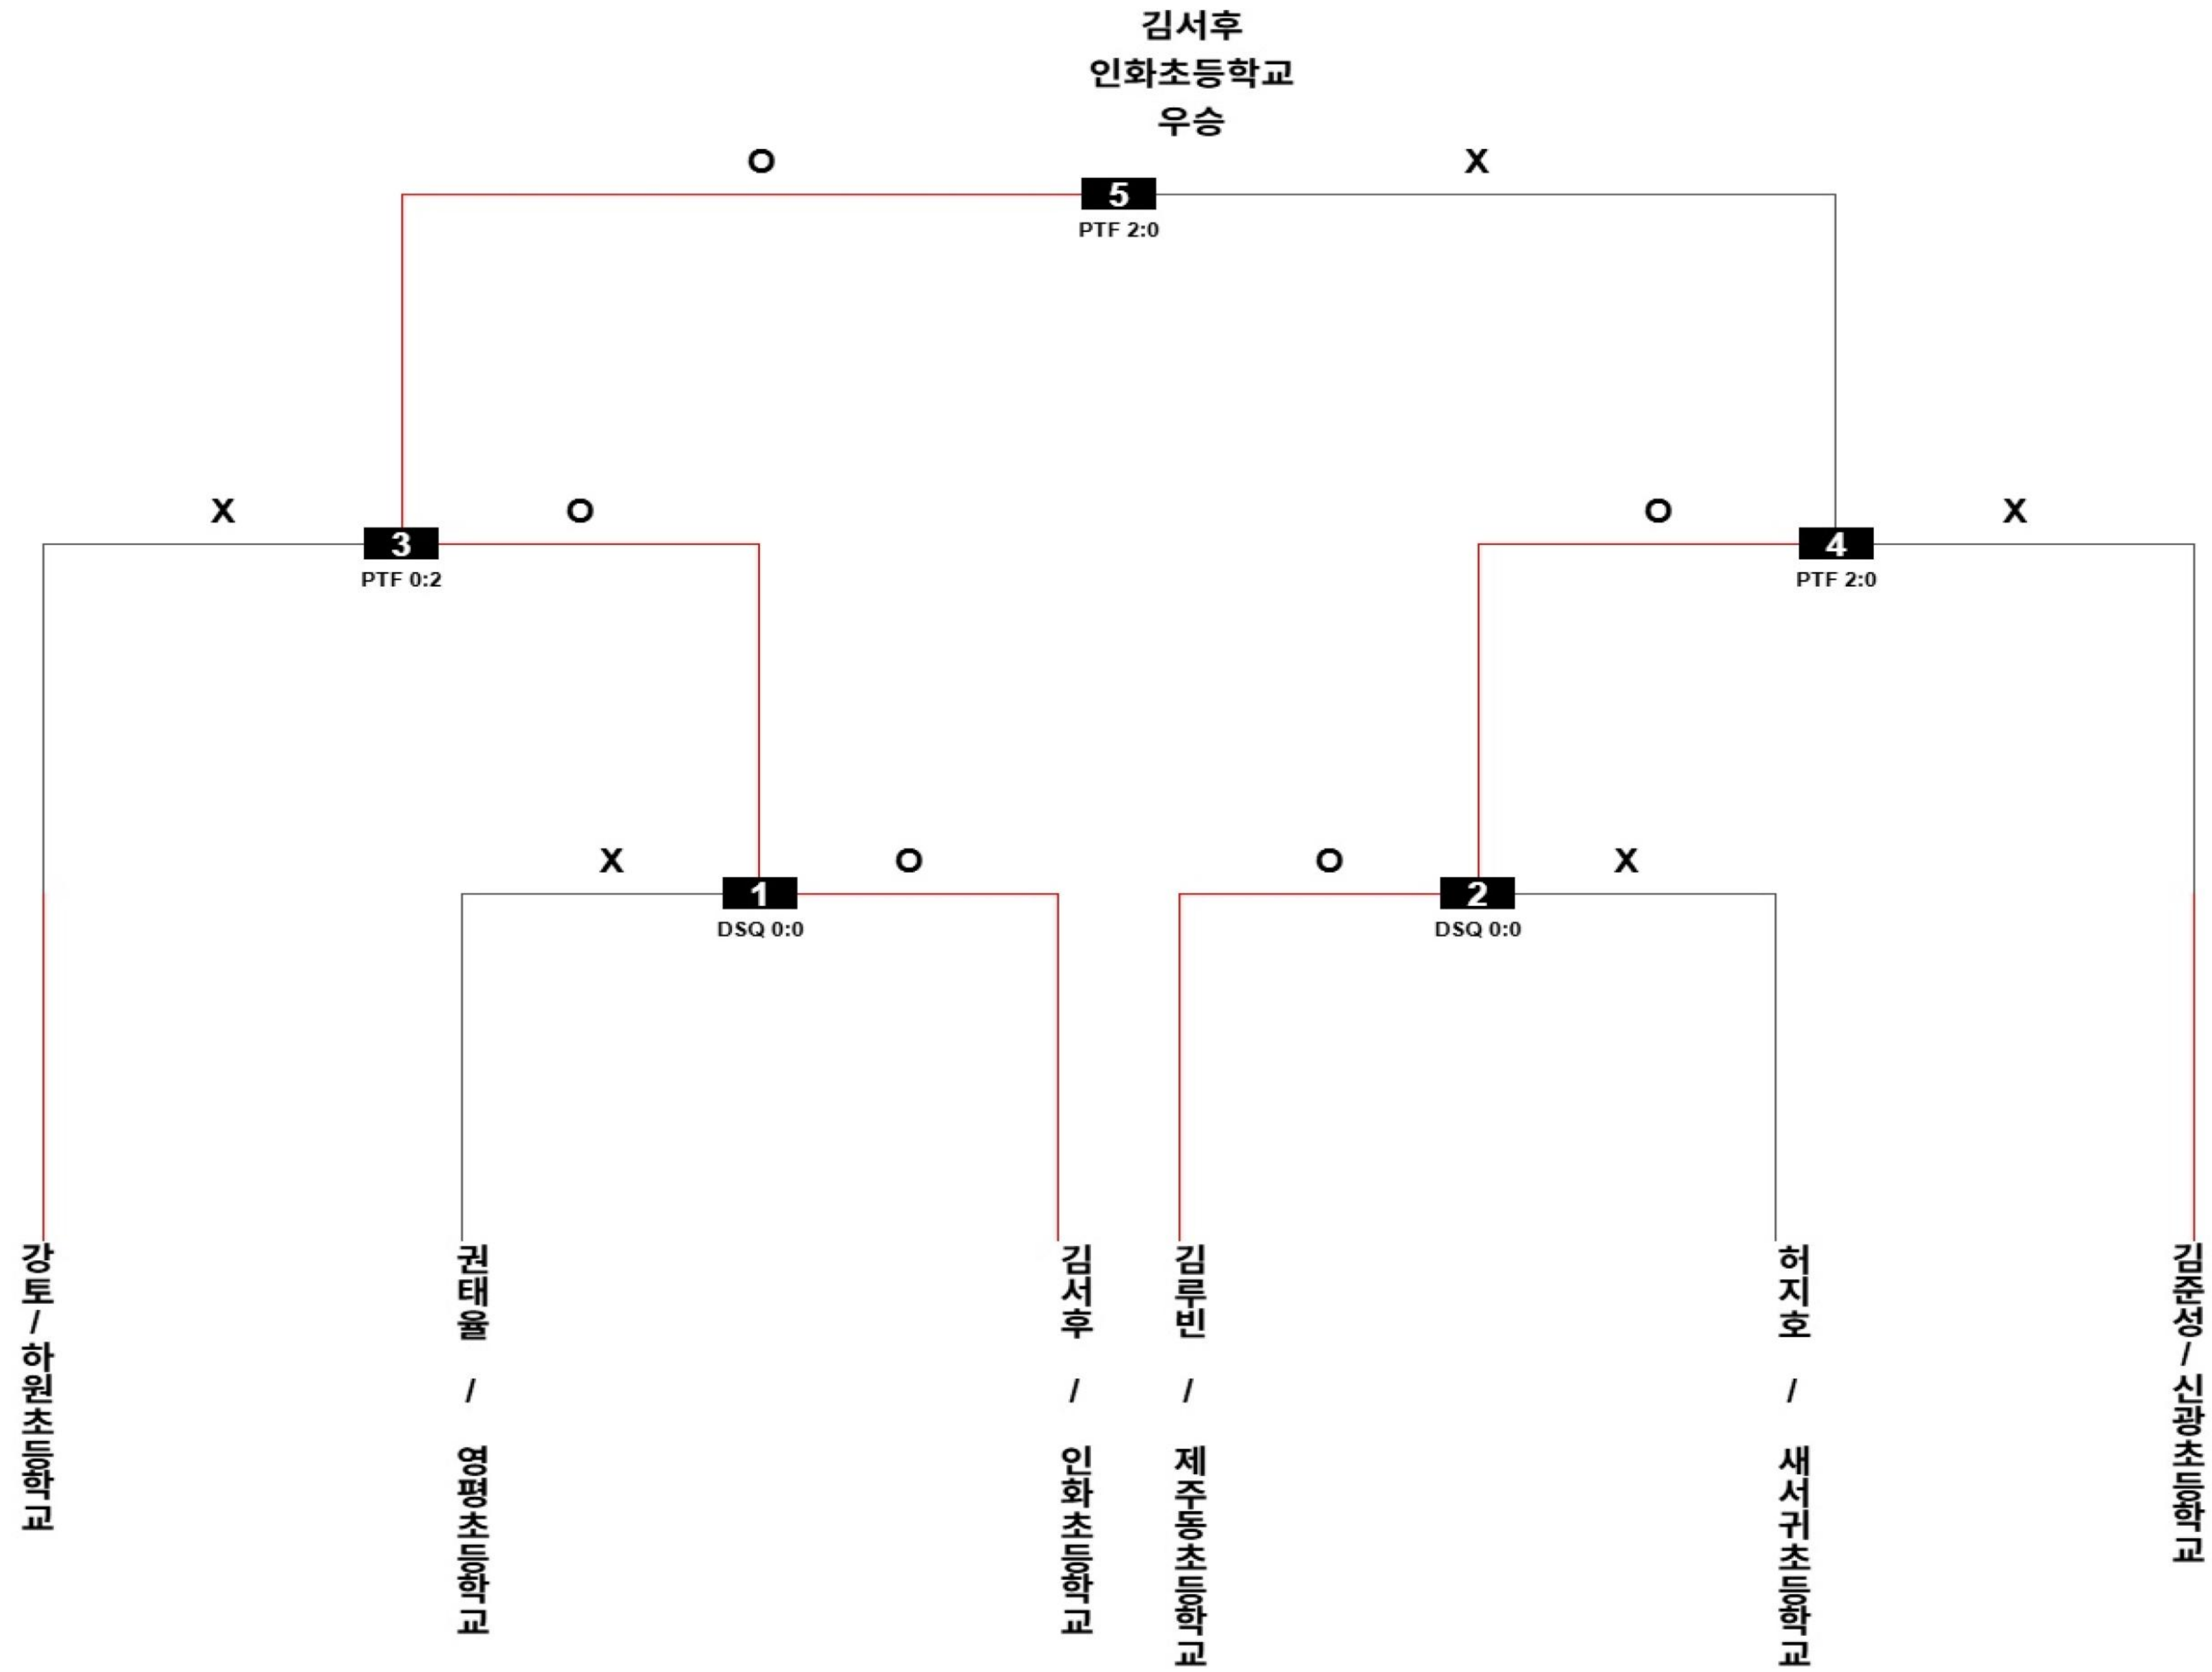 김서후
인화초등학교
우승
O
X
5
PTF 2:0
X
O
O
X
3
4
PTF 0:2
PTF 2:0
X
O
O
X
1
2
DSQ 0:0
DSQ 0:0
강토/하원초등학교
권태율 / 영평초등학교
김서후 / 인화초등학교
김루빈 / 제주동초등학교
허지호 / 새서귀초등학교
김준성/신광초등학교